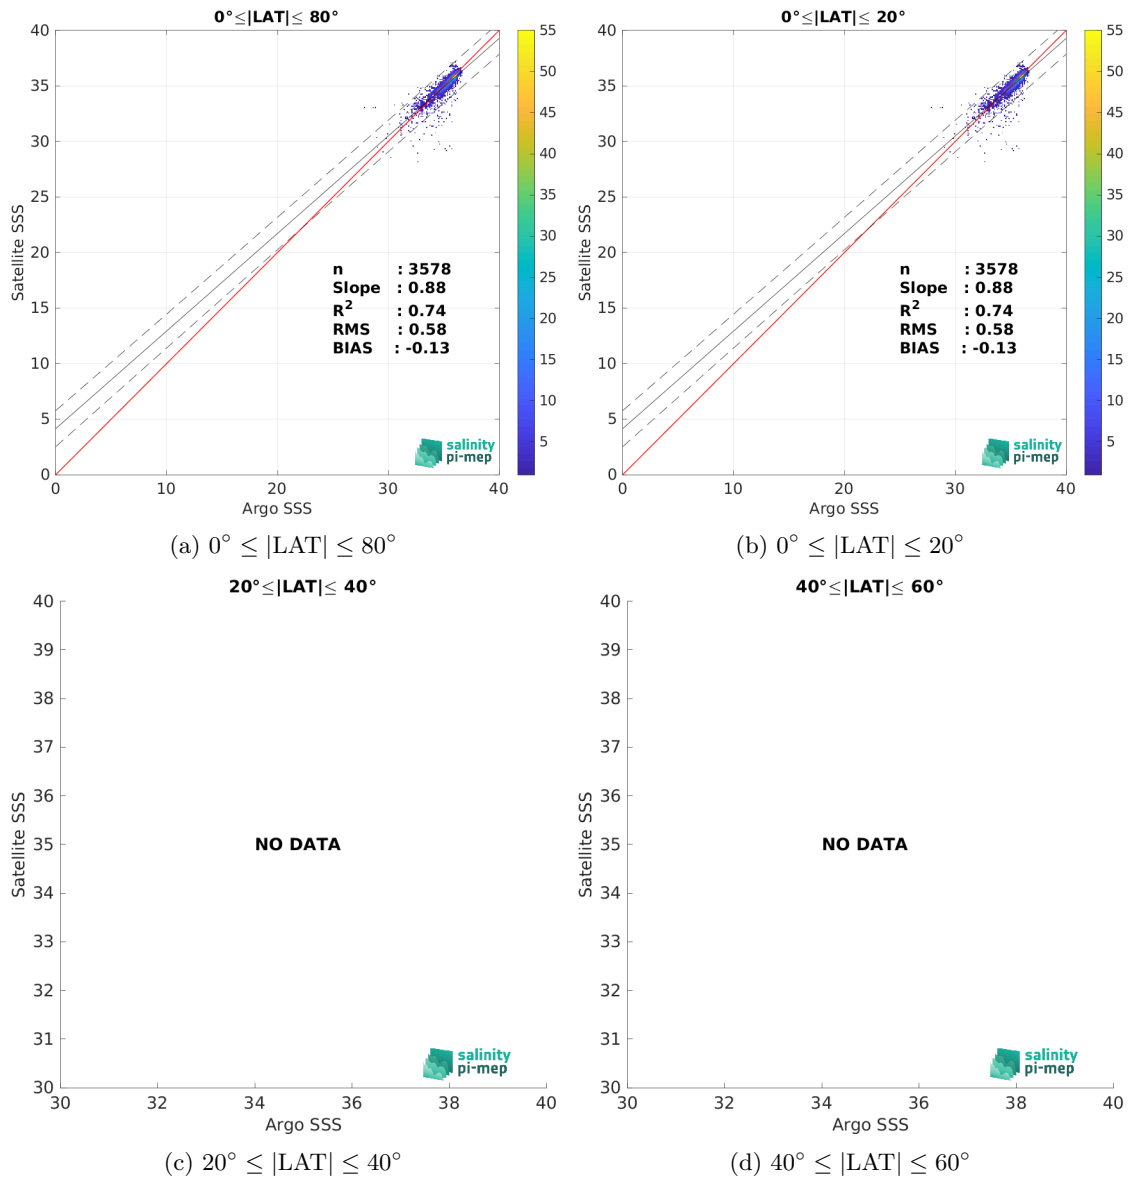 0°≤|LAT|≤ 80°
40
35
30
25
20
15
10
5
0
Satellite SSS
n : 3578
Slope : 0.88
R² : 0.74
RMS : 0.58
BIAS : -0.13
salinity
pi-mep
0 10 20 30 40
Argo SSS
55
50
45
40
35
30
25
20
15
10
5
(a) 0° ≤ |LAT| ≤ 80°
0°≤|LAT|≤ 20°
40
35
30
25
20
15
10
5
0
Satellite SSS
n : 3578
Slope : 0.88
R² : 0.74
RMS : 0.58
BIAS : -0.13
salinity
pi-mep
0 10 20 30 40
Argo SSS
55
50
45
40
35
30
25
20
15
10
5
(b) 0° ≤ |LAT| ≤ 20°
20°≤|LAT|≤ 40°
40
39
38
37
36
35
34
33
32
31
30
Satellite SSS
NO DATA
salinity
pi-mep
30 32 34 36 38 40
Argo SSS
(c) 20° ≤ |LAT| ≤ 40°
40°≤|LAT|≤ 60°
40
39
38
37
36
35
34
33
32
31
30
Satellite SSS
NO DATA
salinity
pi-mep
30 32 34 36 38 40
Argo SSS
(d) 40° ≤ |LAT| ≤ 60°